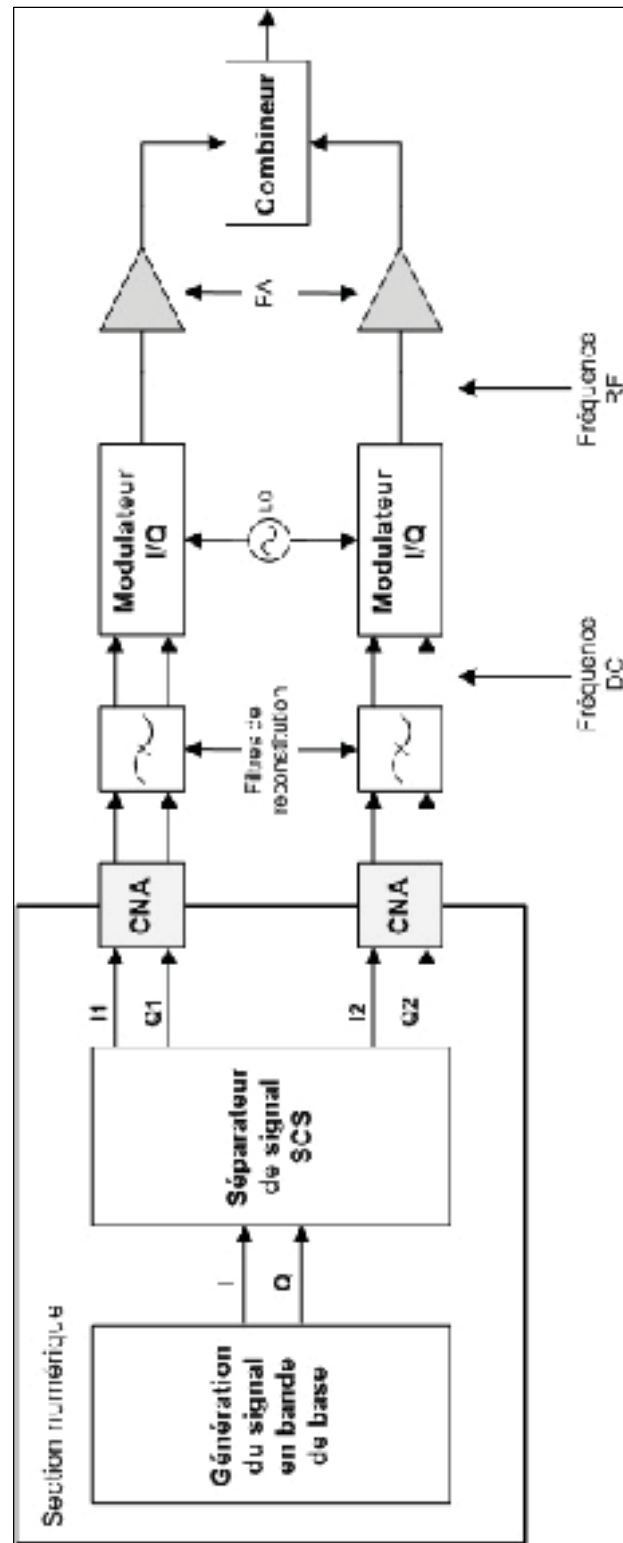 Section numérique
Génération
du signal
en bande
de base
I
Q
Séparateur
de signal
SCS
I1
Q1
I2
Q2
CNA
CNA
Filtres de
reconstitution
Modulateur
I/Q
LO
Modulateur
I/Q
Fréquence
DC
PA
Fréquence
RF
Combineur